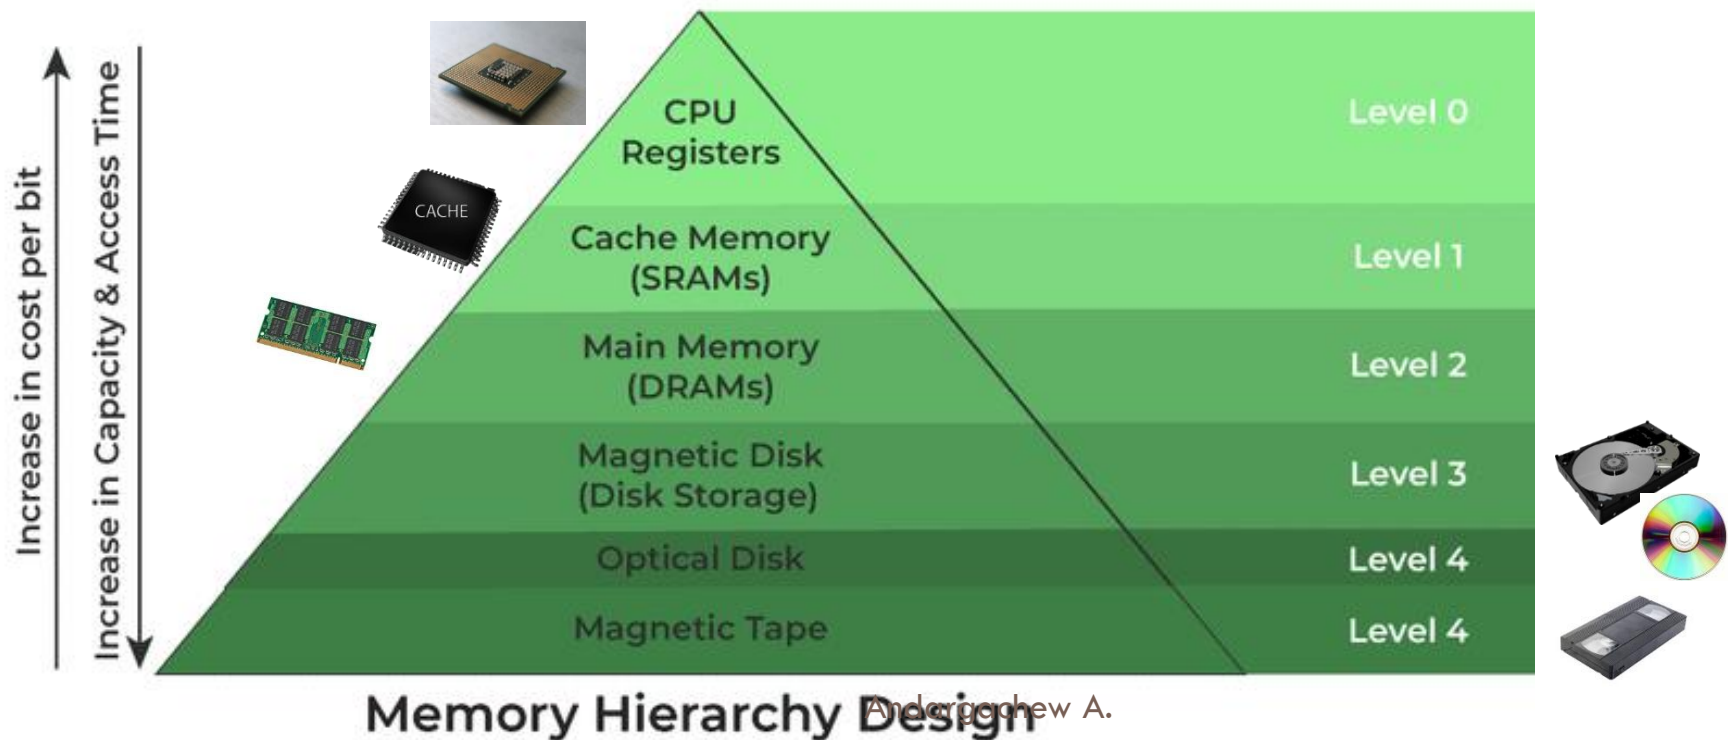 Increase in cost per bit
Increase in Capacity & Access Time
CACHE
CPU
Registers
Level 0
Cache Memory
(SRAMs)
Level 1
Main Memory
(DRAMs)
Level 2
Magnetic Disk
(Disk Storage)
Level 3
Optical Disk
Level 4
Magnetic Tape
Level 4
Memory Hierarchy Design
Andargachew A.